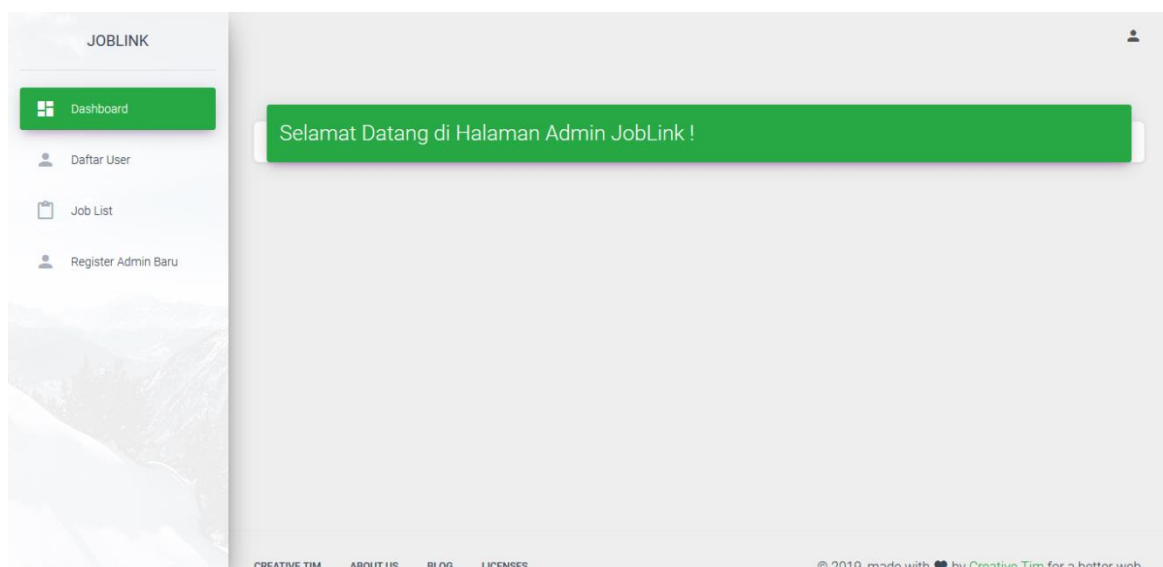 JOBLINK
Dashboard
Daftar User
Job List
Register Admin Baru
Selamat Datang di Halaman Admin JobLink !
CREATIVE TIM ABOUT US BLOG LICENSES
© 2019, made with by Creative Tim for a better web.